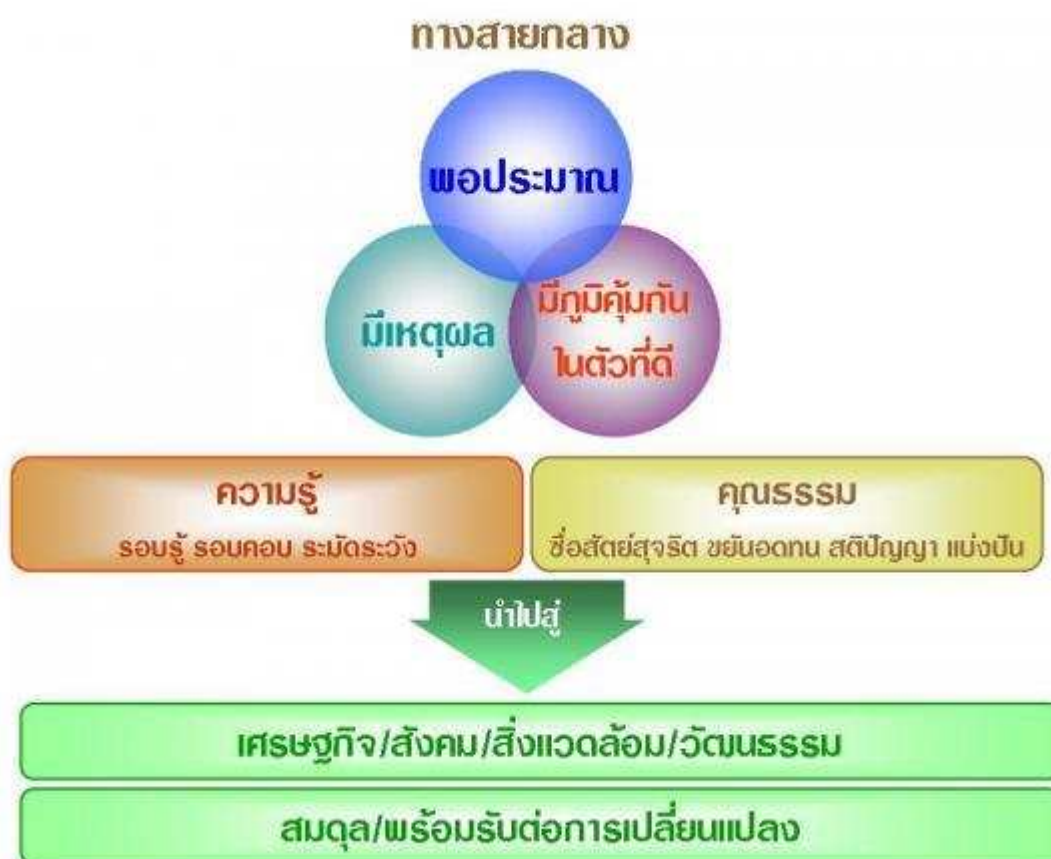 ทางสายกลาง
พอประมาณ
มีเหตุผล
มีภูมิคุ้มกัน
ในตัวที่ดี
ความรู้
รอบรู้ รอบคอบ ระมัดระวัง
คุณธรรม
ซื่อสัตย์สุจริต ขยันอดทน สติปัญญา แบ่งปัน
นำไปสู่
เศรษฐกิจ/สังคม/สิ่งแวดล้อม/วัฒนธรรม
สมดุล/พร้อมรับต่อการเปลี่ยนแปลง